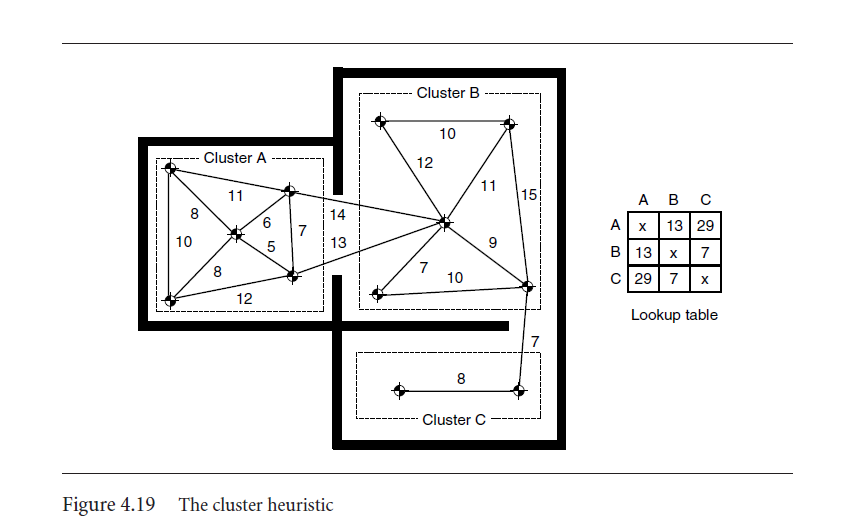 Cluster B
10
12
11
15
9
7
10
Cluster A
11
8
6
10
5
7
8
12
14
13
7
8
Cluster C
A B C
A x 13 29
B 13 x 7
C 29 7 x
Lookup table
Figure 4.19 The cluster heuristic